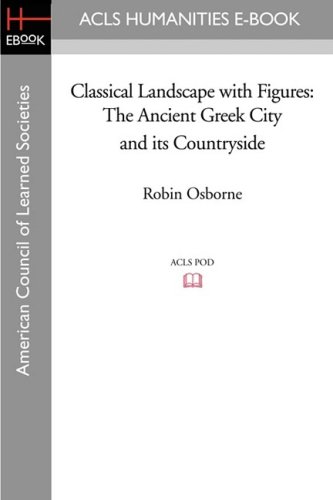 ACLS HUMANITIES E-BOOK
H
EBOOK
American Council of Learned Societies
Classical Landscape with Figures:
The Ancient Greek City
and its Countryside
Robin Osborne
ACLS POD